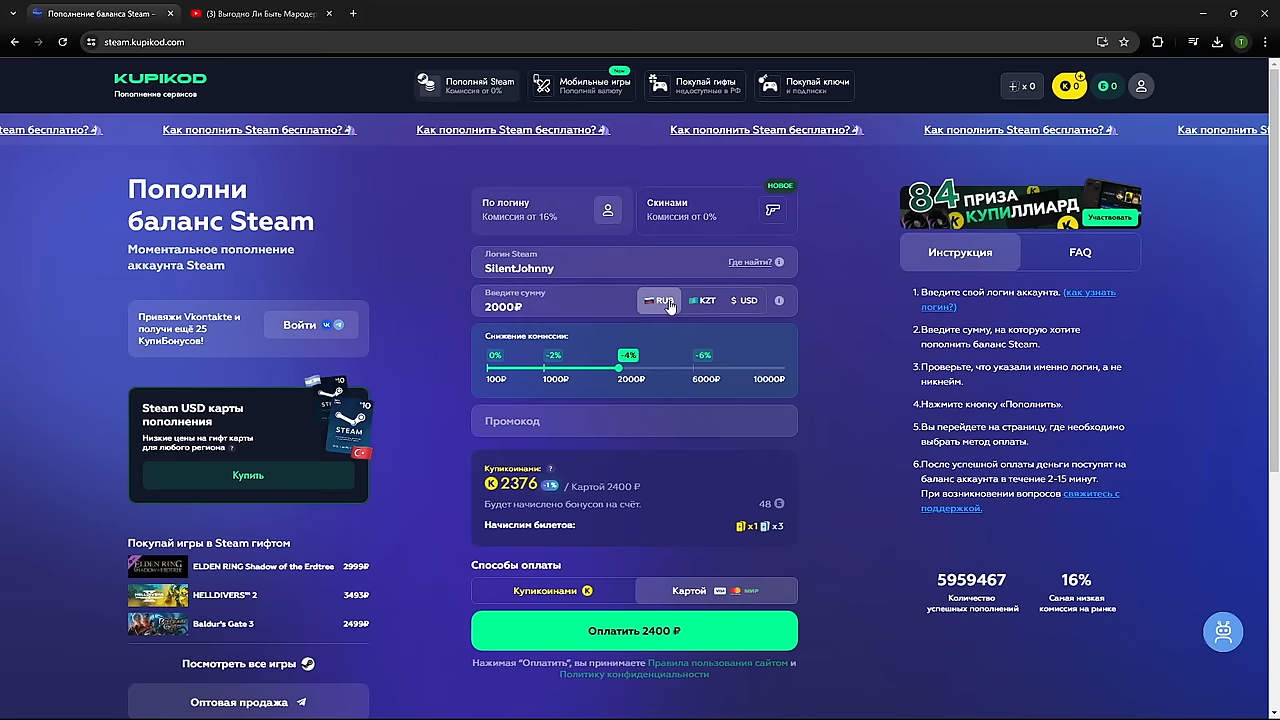 Пополнение баланса Steam –
(3) Выгодно Ли Быть Мародер
steam.kupikod.com
T
KUPIKOD
Пополнение сервисов
Пополняй Steam
Комиссия от 0%
New
Мобильные игры
Пополняй валюту
Покупай гифты
недоступные в РФ
Покупай ключи
и подписки
x 0
K 0
Б 0
team бесплатно?
Как пополнить Steam бесплатно?
Как пополнить Steam бесплатно?
Как пополнить Steam бесплатно?
Как пополнить Steam бесплатно?
Как пополнить S
Пополни
баланс Steam
Моментальное пополнение
аккаунта Steam
Привяжи Vkontakte и
получи ещё 25
КупиБонусов!
Войти
Steam USD карты
пополнения
Низкие цены на гифт карты
для любого региона ?
STEAM
10
Купить
Покупай игры в Steam гифтом
ELDEN RING
ELDEN RING Shadow of the Erdtree 2999₽
HELLDIVERS™ 2 3493₽
Baldur's Gate 3 2499₽
Посмотреть все игры
Оптовая продажа
По логину
Комиссия от 16%
НОВОЕ
Скинами
Комиссия от 0%
Логин Steam
SilentJohnny
Где найти?
Введите сумму
2000₽
RUB
KZT
$ USD
Снижение комиссии:
0% -2% -4% -6%
100₽ 1000₽ 2000₽ 6000₽ 10000₽
Промокод
Купикоинами: ?
K 2376 -1% / Картой 2400 ₽
Будет начислено бонусов на счёт. 48 Б
Начислим билетов: x1 x3
Способы оплаты
Купикоинами K
Картой VISA МИР
Оплатить 2400 ₽
Нажимая “Оплатить”, вы принимаете Правила пользования сайтом и
Политику конфиденциальности
84 ПРИЗА
КУПИЛЛИАРД
Участвовать
Инструкция
FAQ
1. Введите свой логин аккаунта. (как узнать
логин?)
2.Введите сумму, на которую хотите
пополнить баланс Steam.
3.Проверьте, что указали именно логин, а не
никнейм.
4.Нажмите кнопку «Пополнить».
5.Вы перейдете на страницу, где необходимо
выбрать метод оплаты.
6.После успешной оплаты деньги поступят на
баланс аккаунта в течение 2-15 минут.
При возникновении вопросов свяжитесь с
поддержкой.
5959467
Количество
успешных пополнений
16%
Самая низкая
комиссия на рынке